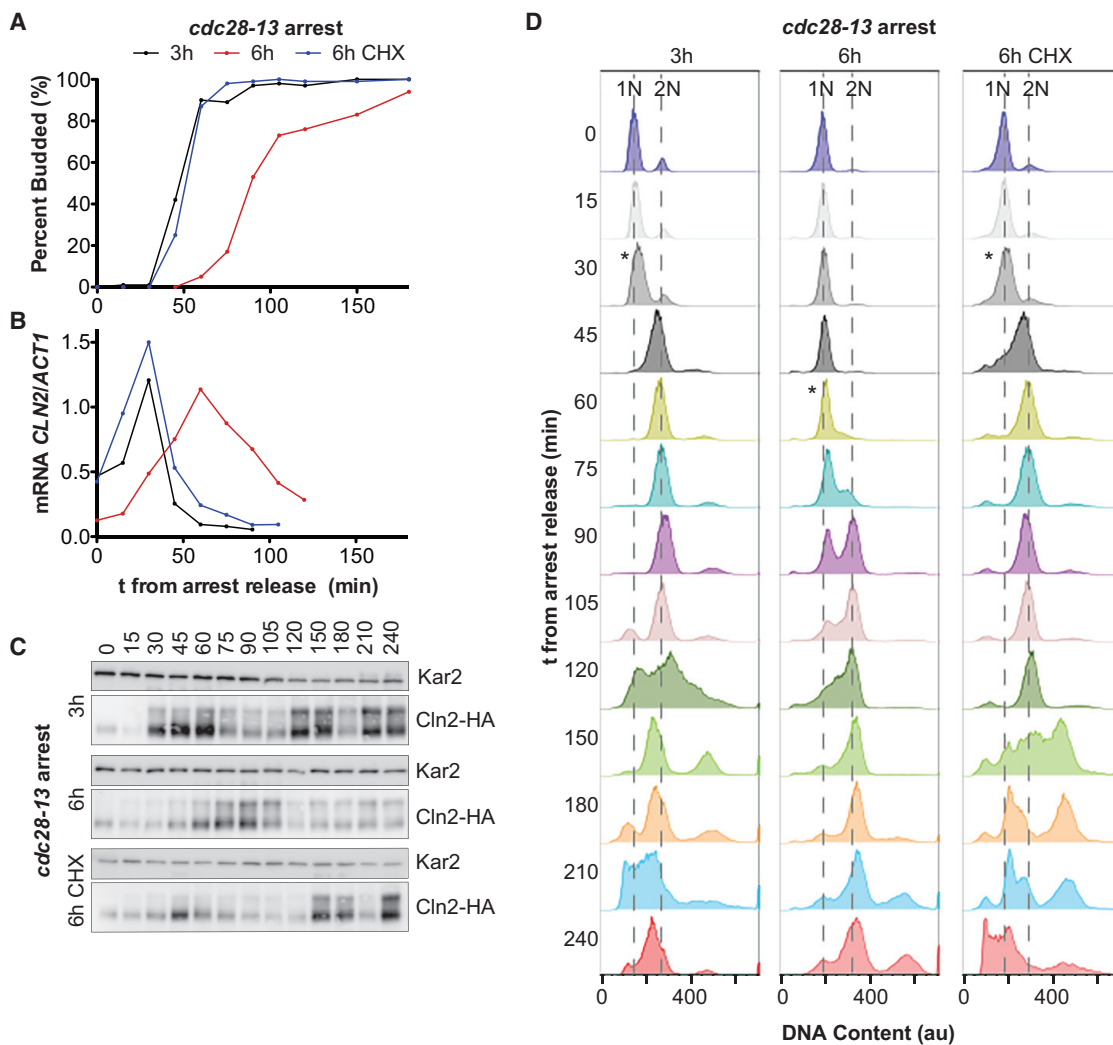 A
cdc28-13 arrest
3h 6h 6h CHX
Percent Budded (%)
100
80
60
40
20
0
0 50 100 150
B
mRNA CLN2/ACT1
1.5
1.0
0.5
0.0
0 50 100 150
t from arrest release (min)
C
cdc28-13 arrest
0 15 30 45 60 75 90 105 120 150 180 210 240
3h
Kar2
Cln2-HA
6h
Kar2
Cln2-HA
6h CHX
Kar2
Cln2-HA
D
cdc28-13 arrest
3h 6h 6h CHX
1N 2N 1N 2N 1N 2N
t from arrest release (min)
0
15
30 * *
45
60 *
75
90
105
120
150
180
210
240
0 400 0 400 0 400
DNA Content (au)